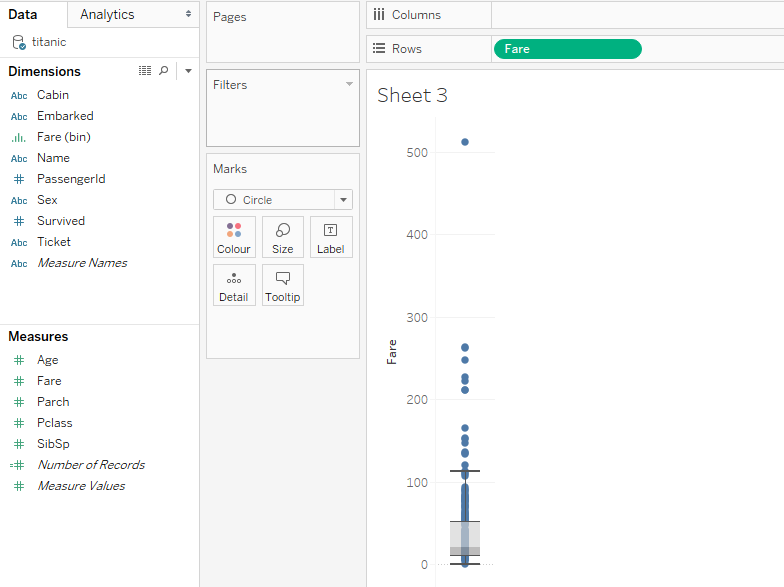 Data
Analytics
titanic
Dimensions
Abc Cabin
Abc Embarked
Fare (bin)
Abc Name
# PassengerId
Abc Sex
# Survived
Abc Ticket
Abc Measure Names
Measures
# Age
# Fare
# Parch
# Pclass
# SibSp
=# Number of Records
# Measure Values
Pages
Filters
Marks
Circle
Colour
Size
T Label
Detail
Tooltip
Columns
Rows
Fare
Sheet 3
500
400
300
200
100
0
Fare